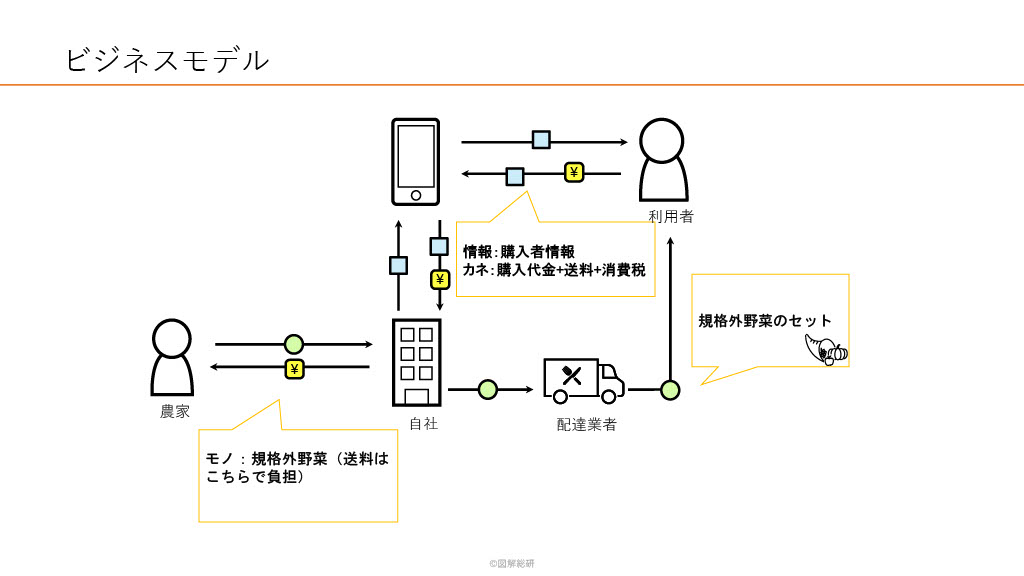 ビジネスモデル
¥
利用者
情報：購入者情報
カネ：購入代金+送料+消費税
¥
規格外野菜のセット
¥
農家
自社
配達業者
モノ：規格外野菜（送料は
こちらで負担）
©図解総研